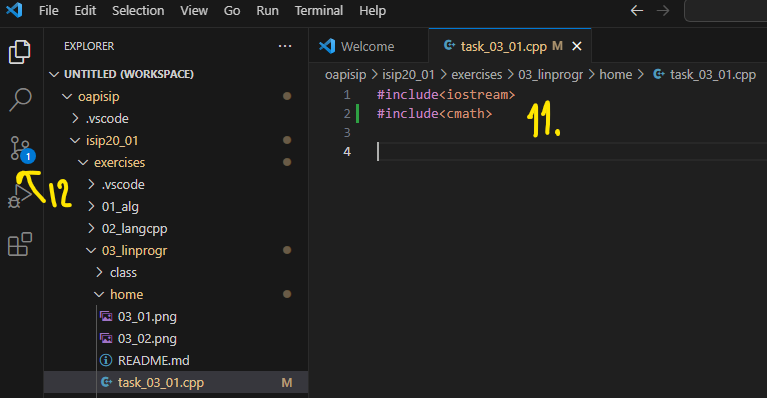 File Edit Selection View Go Run Terminal Help
EXPLORER
Welcome
task_03_01.cpp M
UNTITLED (WORKSPACE)
oapisip > isip20_01 > exercises > 03_linprogr > home > task_03_01.cpp
oapisip
.vscode
isip20_01
exercises
.vscode
01_alg
02_langcpp
03_linprogr
class
home
03_01.png
03_02.png
README.md
task_03_01.cpp M
1 #include<iostream>
2 #include<cmath>
3
4
11.
1
12